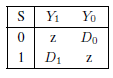 S Y₁ Y₀
0 z D₀
1 D₁ z